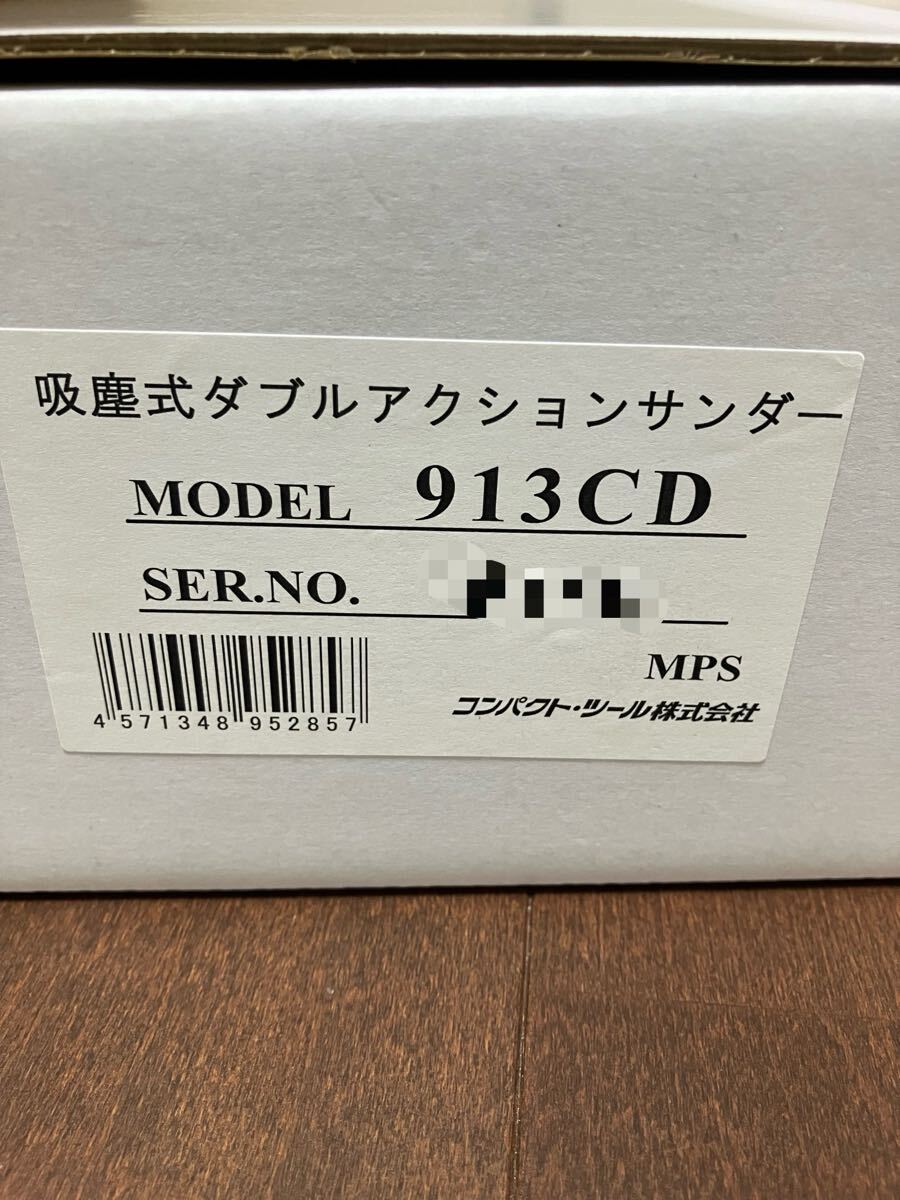 吸塵式ダブルアクションサンダー
MODEL 913CD
SER.NO.
MPS
コンパクト・ツール株式会社
4 571348 952857